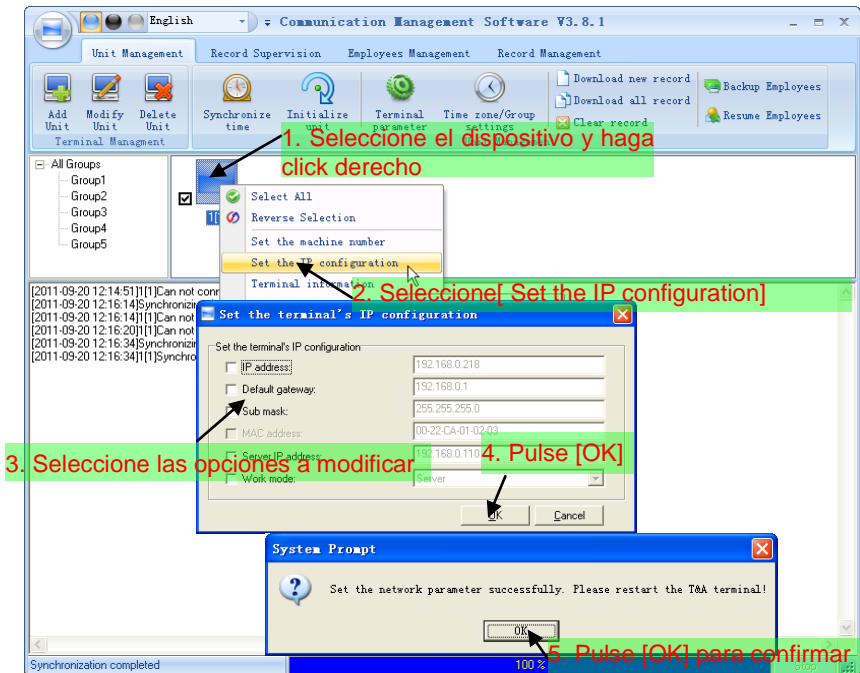 English
Communication Management Software V3.8.1
Unit Management Record Supervision Employees Management Record Management
Add Unit
Modify Unit
Delete Unit
Terminal Managment
Synchronize time
Initialize unit
Terminal parameter
Time zone/Group settings
Download new record
Download all record
Clear record
Backup Employees
Resume Employees
1. Seleccione el dispositivo y haga
click derecho
All Groups
Group1
Group2
Group3
Group4
Group5
Select All
Reverse Selection
Set the machine number
Set the IP configuration
Terminal information
2. Seleccione[ Set the IP configuration]
[2011-09-20 12:14:51]1[1]Can not
[2011-09-20 12:16:14]
[2011-09-20 12:16:14]1[1]Can not
[2011-09-20 12:16:20]1[1]Can not
[2011-09-20 12:16:34]
[2011-09-20 12:16:34]1[1]
Set the terminal's IP configuration
Set the terminal's IP configuration
IP address: 192.168.0.218
Default gateway: 192.168.0.1
Sub mask: 255.255.255.0
MAC address: 00-22-CA-01-02-03
3. Seleccione las opciones a modificar
4. Pulse [OK]
Server IP address: 192.168.0.110
Work mode: Server
OK Cancel
System Prompt
Set the network parameter successfully. Please restart the T&A terminal!
OK
5. Pulse [OK] para confirmar
Synchronization completed 100 % Stop